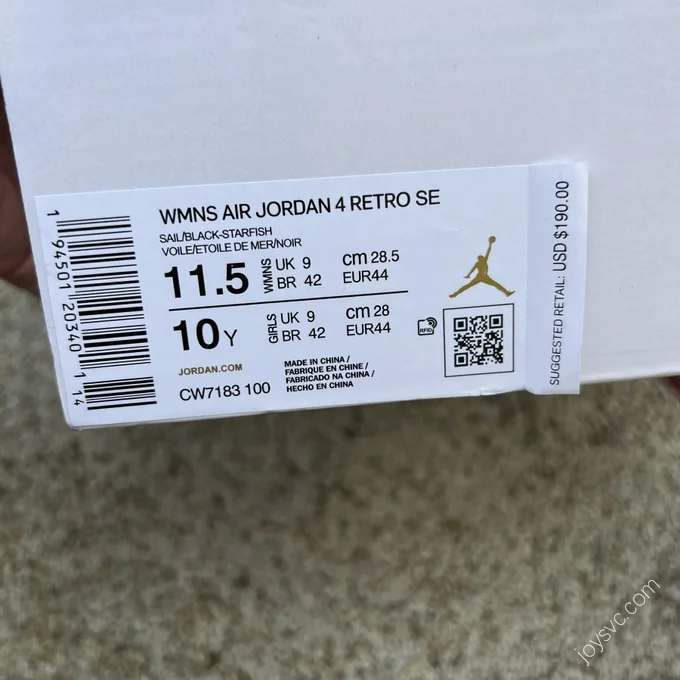 WMNS AIR JORDAN 4 RETRO SE
SAIL/BLACK-STARFISH
VOILE/ETOILE DE MER/NOIR
11.5 WMNS UK 9 cm 28.5
BR 42 EUR44
10 Y GIRLS UK 9 cm 28
BR 42 EUR44
RFID
JORDAN.COM
CW7183 100
MADE IN CHINA /
FABRIQUE EN CHINE /
FABRICADO NA CHINA /
HECHO EN CHINA
1 94501 20340 1 14
SUGGESTED RETAIL: USD $190.00
joysvc.com